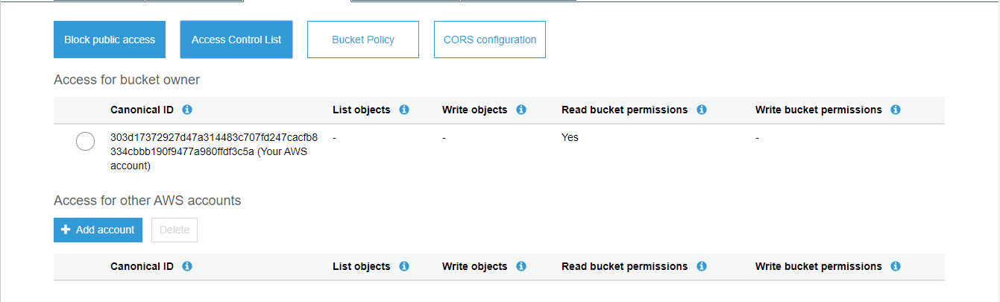 Block public access
Access Control List
Bucket Policy
CORS configuration
Access for bucket owner
Canonical ID List objects Write objects Read bucket permissions Write bucket permissions
303d17372927d47a314483c707fd247cacfb8 - - Yes -
334cbbb190f9477a980ffdf3c5a (Your AWS
account)
Access for other AWS accounts
Add account
Delete
Canonical ID List objects Write objects Read bucket permissions Write bucket permissions